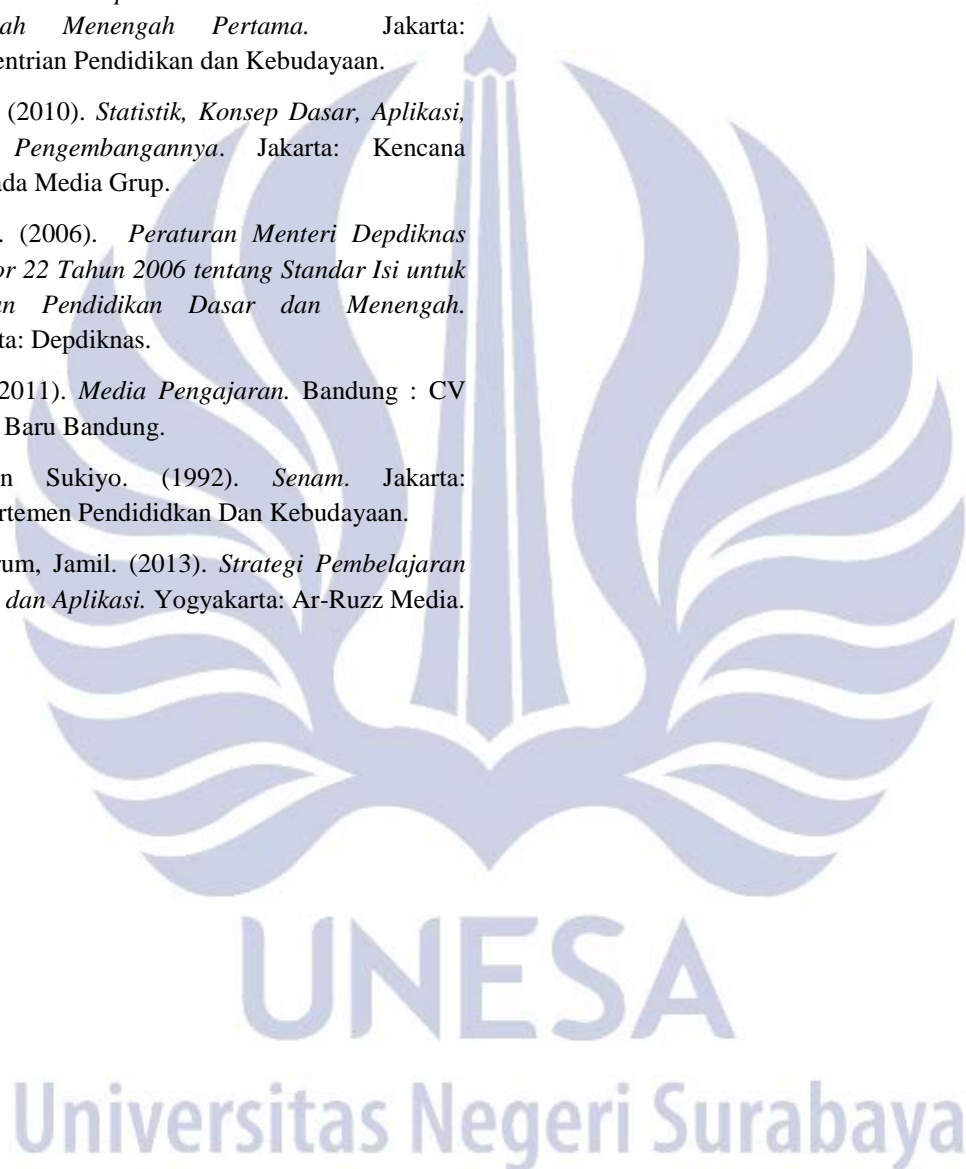 ah Menengah Pertama. Jakarta:
entrian Pendidikan dan Kebudayaan.
(2010). Statistik, Konsep Dasar, Aplikasi,
Pengembangannya. Jakarta: Kencana
ada Media Grup.
. (2006). Peraturan Menteri Depdiknas
or 22 Tahun 2006 tentang Standar Isi untuk
an Pendidikan Dasar dan Menengah.
ta: Depdiknas.
2011). Media Pengajaran. Bandung : CV
Baru Bandung.
n Sukiyo. (1992). Senam. Jakarta:
rtemen Pendididkan Dan Kebudayaan.
rum, Jamil. (2013). Strategi Pembelajaran
dan Aplikasi. Yogyakarta: Ar-Ruzz Media.
UNESA
Universitas Negeri Surabaya